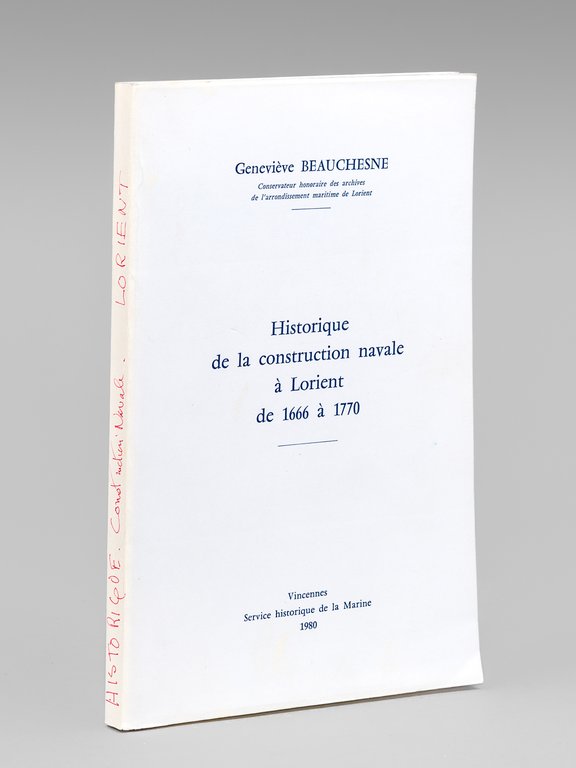 Geneviève BEAUCHESNE
Conservateur honoraire des archives
de l'arrondissement maritime de Lorient
Historique
de la construction navale
à Lorient
de 1666 à 1770
Vincennes
Service historique de la Marine
1980
HISTORIQUE. Construction Navale. LORIENT